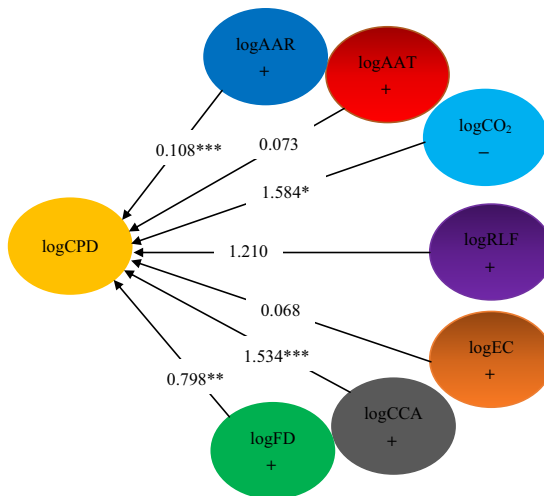 logAAR
+
logAAT
+
logCO₂
−
0.108***
0.073
1.584*
logCPD
1.210
logRLF
+
0.068
logEC
+
1.534***
0.798**
logCCA
+
logFD
+